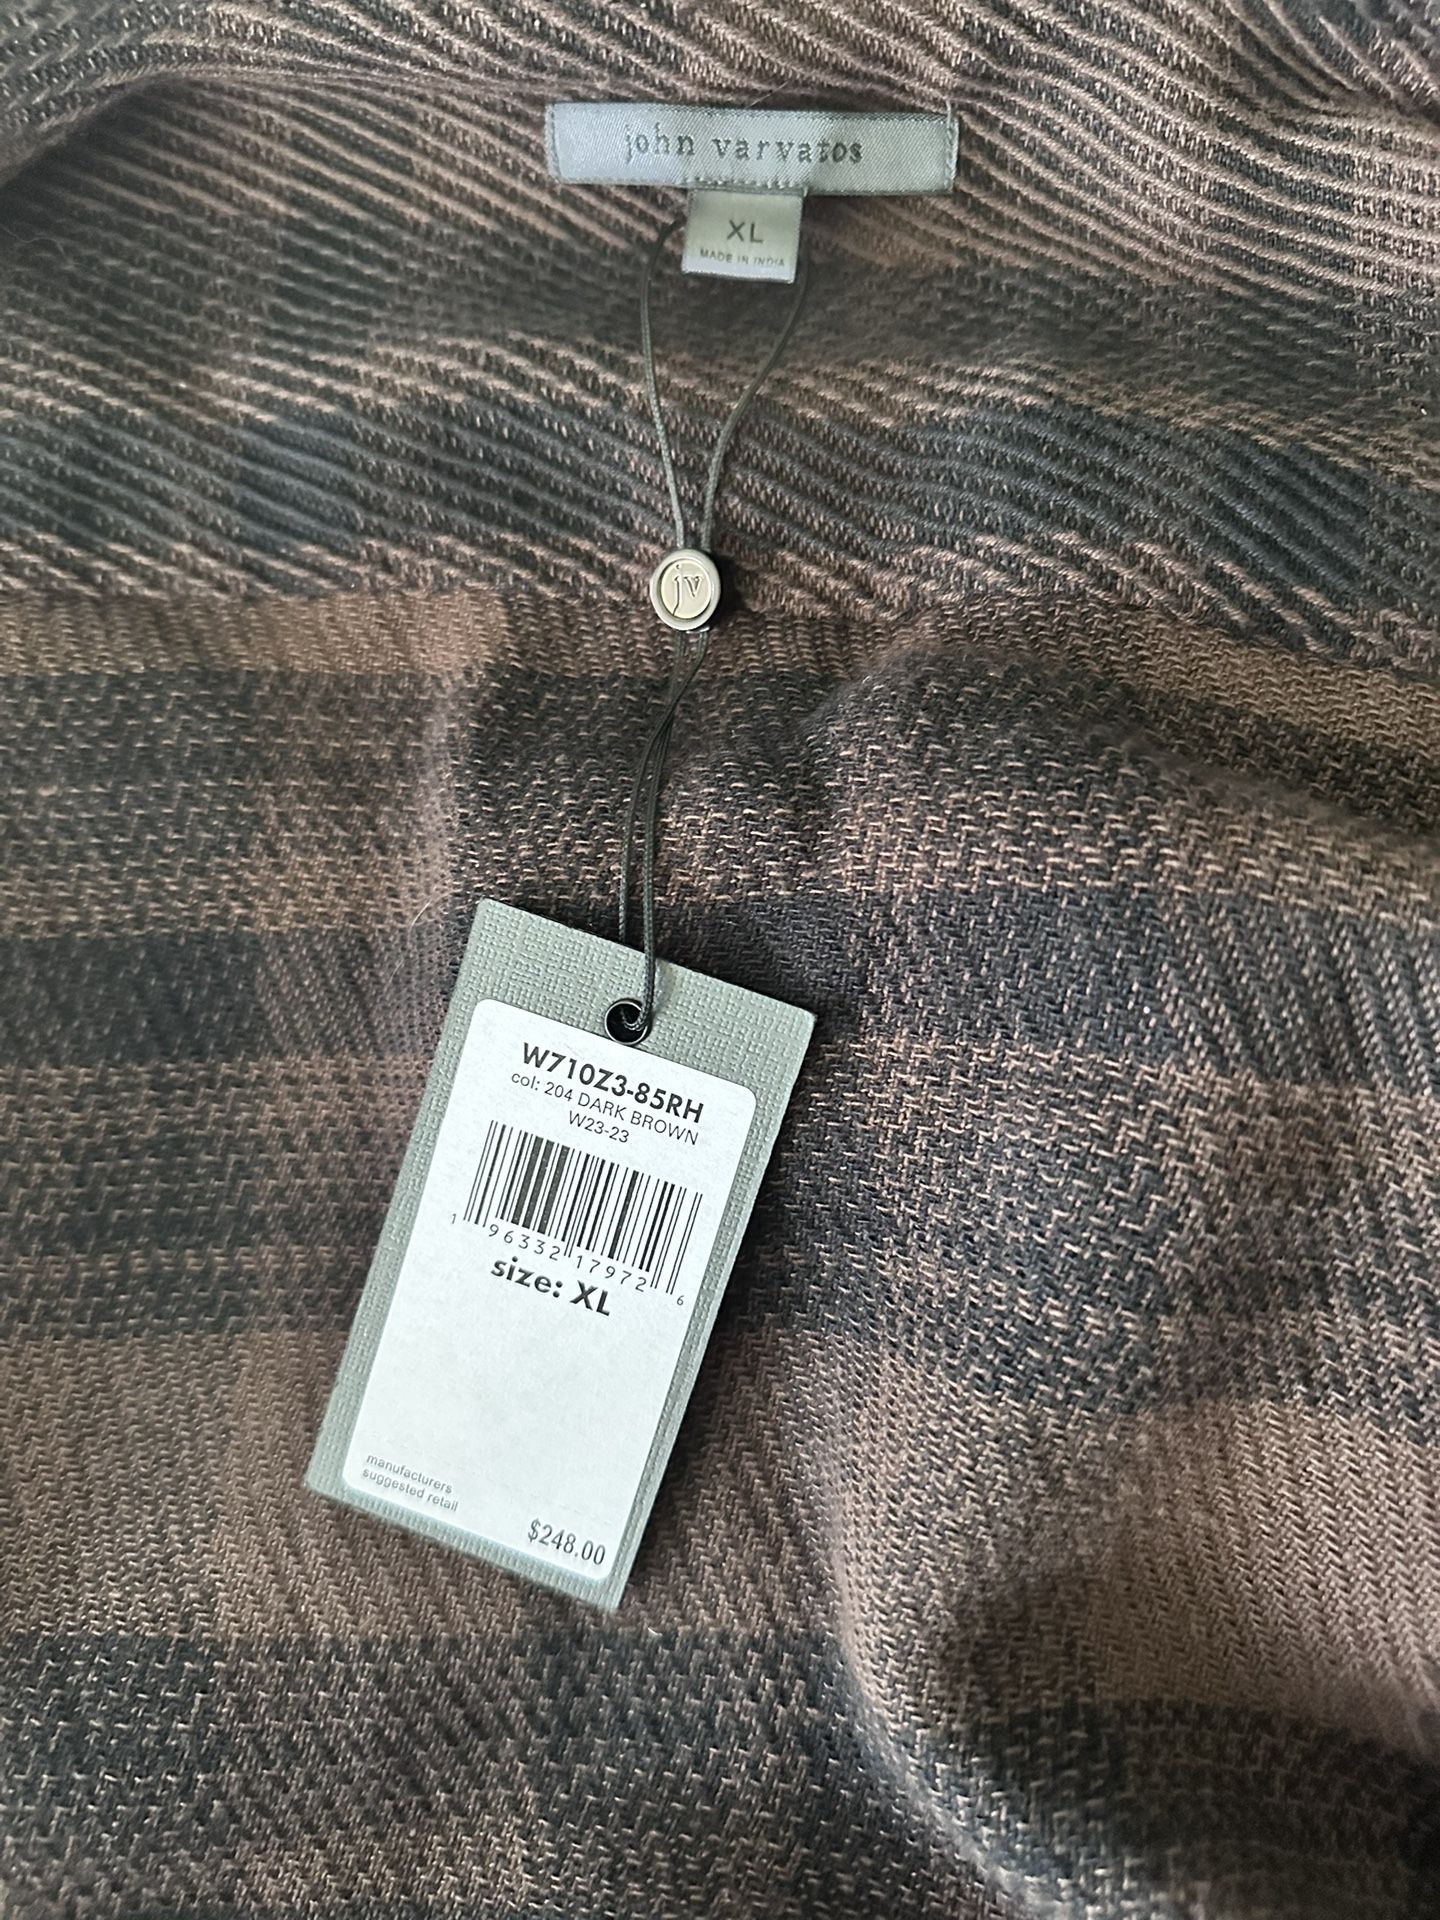 john varvatos
XL
MADE IN INDIA
jv
W710Z3-85RH
col: 204 DARK BROWN
W23-23
1 96332 17972 6
size: XL
manufacturers
suggested retail
$248.00